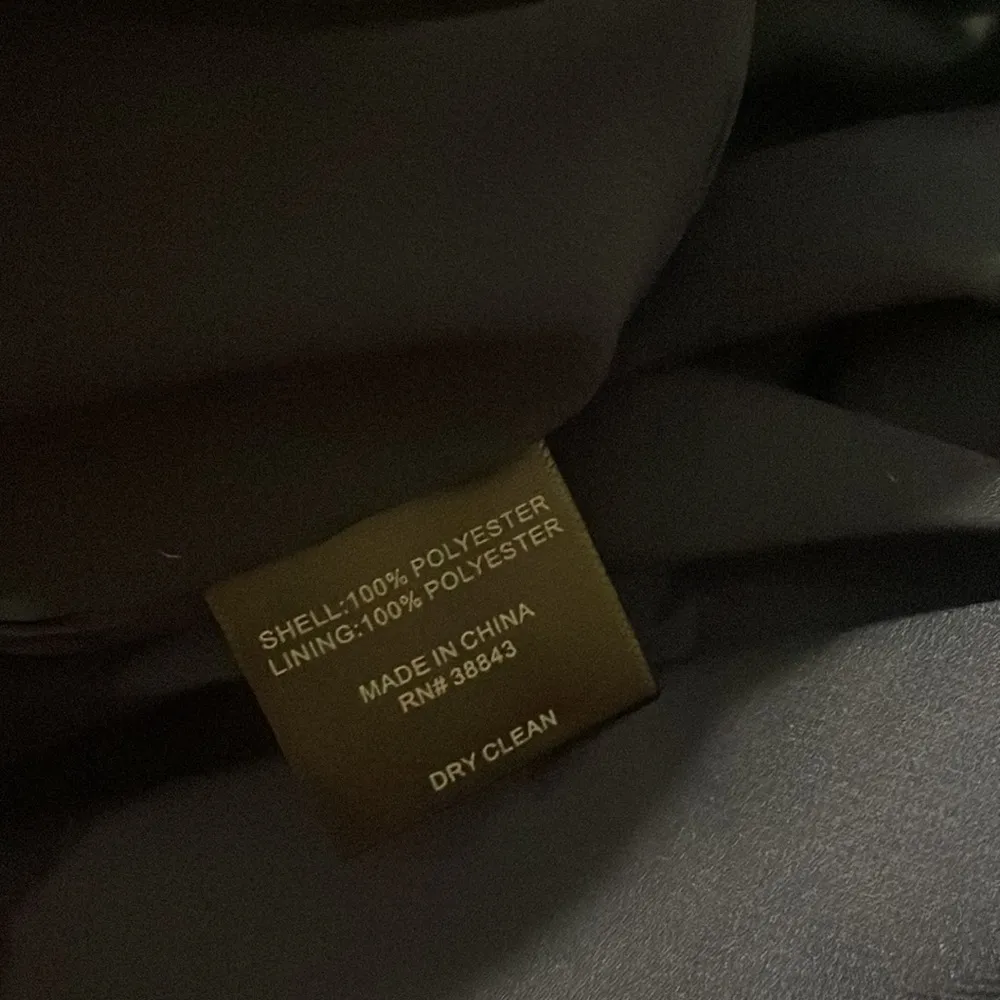 SHELL:100% POLYESTER
LINING:100% POLYESTER
MADE IN CHINA
RN# 38843
DRY CLEAN